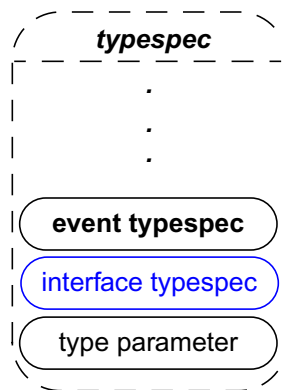 typespec
.
.
.
event typespec
interface typespec
type parameter